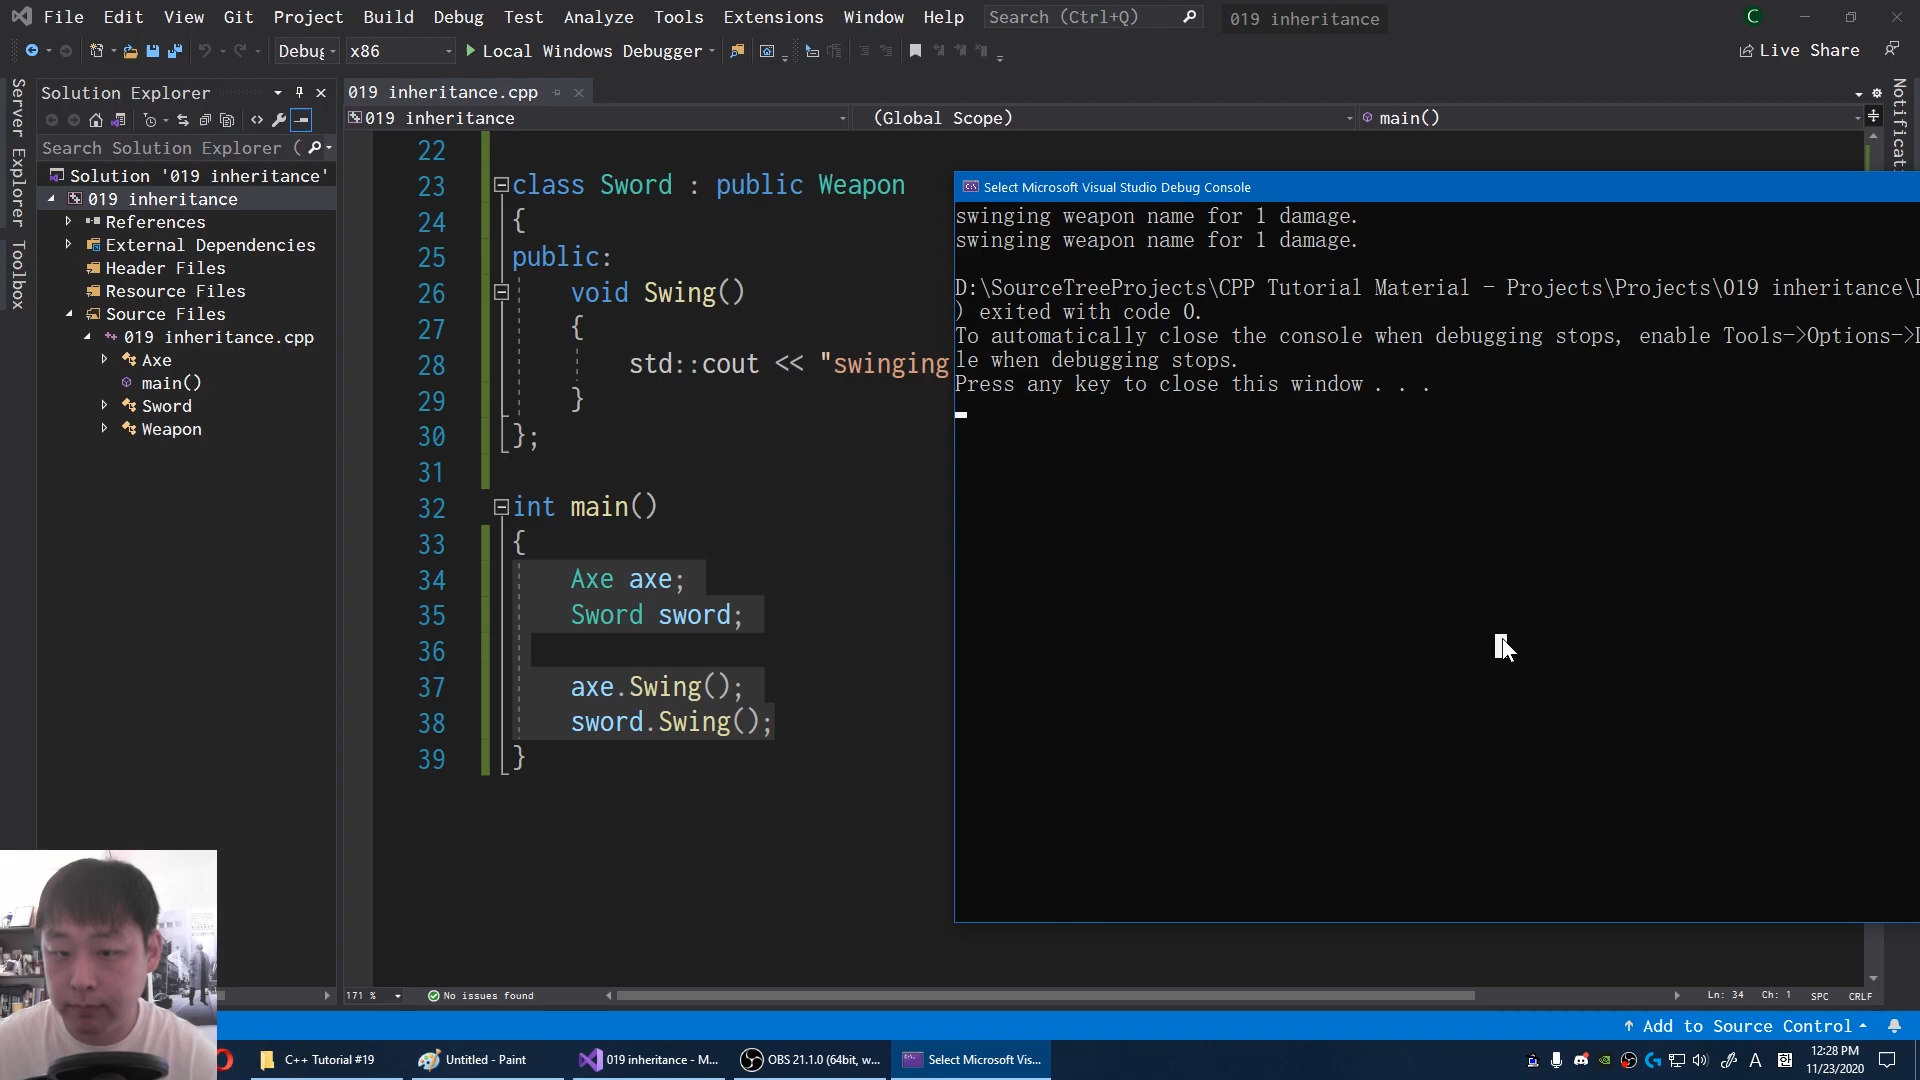 File Edit View Git Project Build Debug Test Analyze Tools Extensions Window Help Search (Ctrl+Q) 019 inheritance C
Debug x86 Local Windows Debugger Live Share
Server Explorer
Toolbox
Solution Explorer
Search Solution Explorer (
Solution '019 inheritance'
019 inheritance
References
External Dependencies
Header Files
Resource Files
Source Files
019 inheritance.cpp
Axe
main()
Sword
Weapon
019 inheritance.cpp
019 inheritance (Global Scope) main()
22
23 class Sword : public Weapon
24 {
25 public:
26 void Swing()
27 {
28 std::cout << "swinging
29 }
30 };
31
32 int main()
33 {
34 Axe axe;
35 Sword sword;
36
37 axe.Swing();
38 sword.Swing();
39 }
Select Microsoft Visual Studio Debug Console
swinging weapon name for 1 damage.
swinging weapon name for 1 damage.
D:\SourceTreeProjects\CPP Tutorial Material - Projects\Projects\019 inheritance\
) exited with code 0.
To automatically close the console when debugging stops, enable Tools->Options->
le when debugging stops.
Press any key to close this window . . .
Notificat
171 % No issues found Ln: 34 Ch: 1 SPC CRLF
Add to Source Control
C++ Tutorial #19 Untitled - Paint 019 inheritance - M... OBS 21.1.0 (64bit, w... Select Microsoft Vis... A 한 12:28 PM
11/23/2020